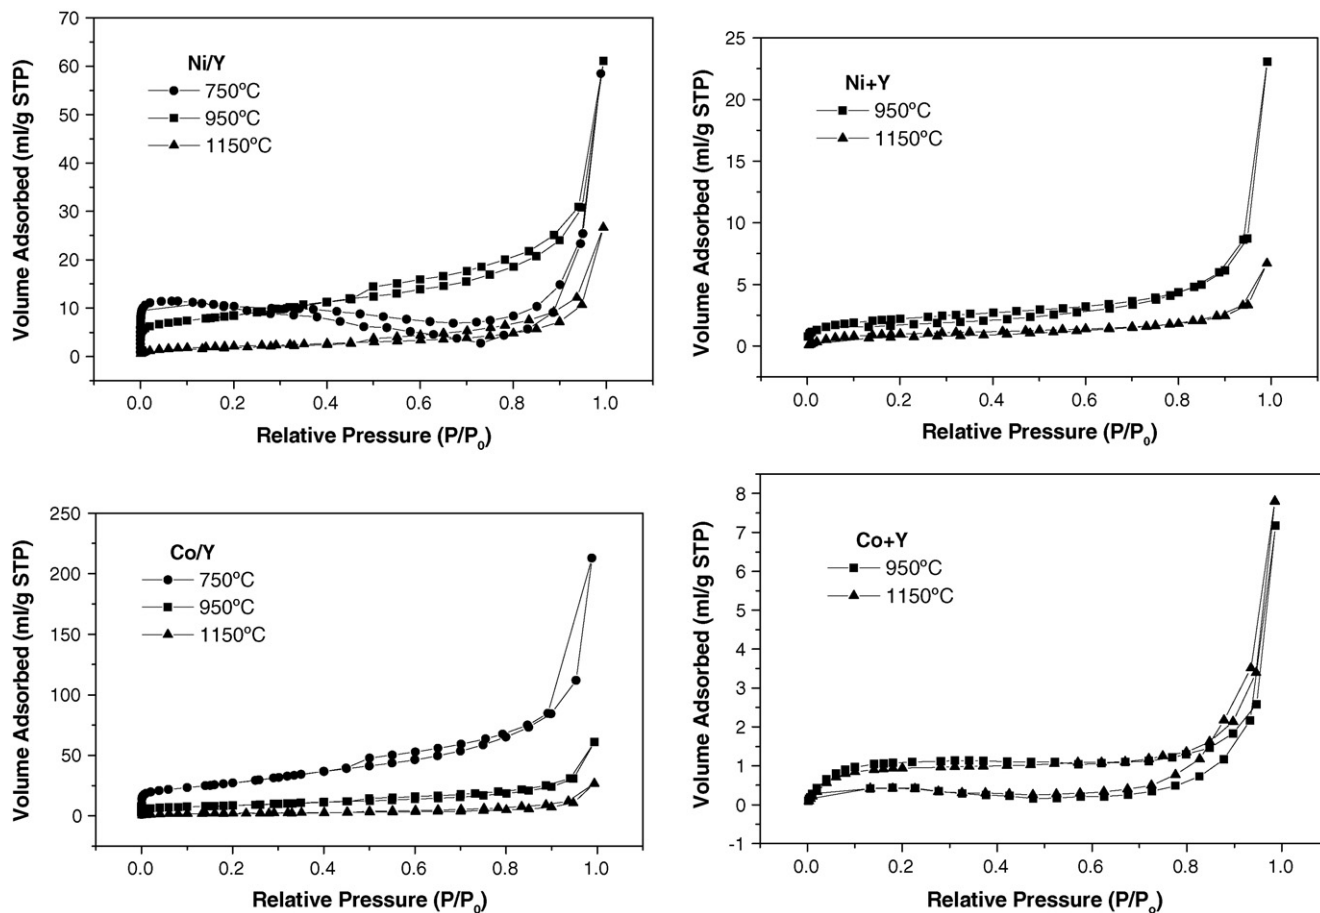 Ni/Y
750ºC
950ºC
1150ºC
Volume Adsorbed (ml/g STP)
70
60
50
40
30
20
10
0
0.0 0.2 0.4 0.6 0.8 1.0
Relative Pressure (P/P₀)
Ni+Y
950ºC
1150ºC
Volume Adsorbed (ml/g STP)
25
20
15
10
5
0
0.0 0.2 0.4 0.6 0.8 1.0
Relative Pressure (P/P₀)
Co/Y
750ºC
950ºC
1150ºC
Volume Adsorbed (ml/g STP)
250
200
150
100
50
0
0.0 0.2 0.4 0.6 0.8 1.0
Relative Pressure (P/P₀)
Co+Y
950ºC
1150ºC
Volume Adsorbed (ml/g STP)
8
7
6
5
4
3
2
1
0
-1
0.0 0.2 0.4 0.6 0.8 1.0
Relative Pressure (P/Pₒ)